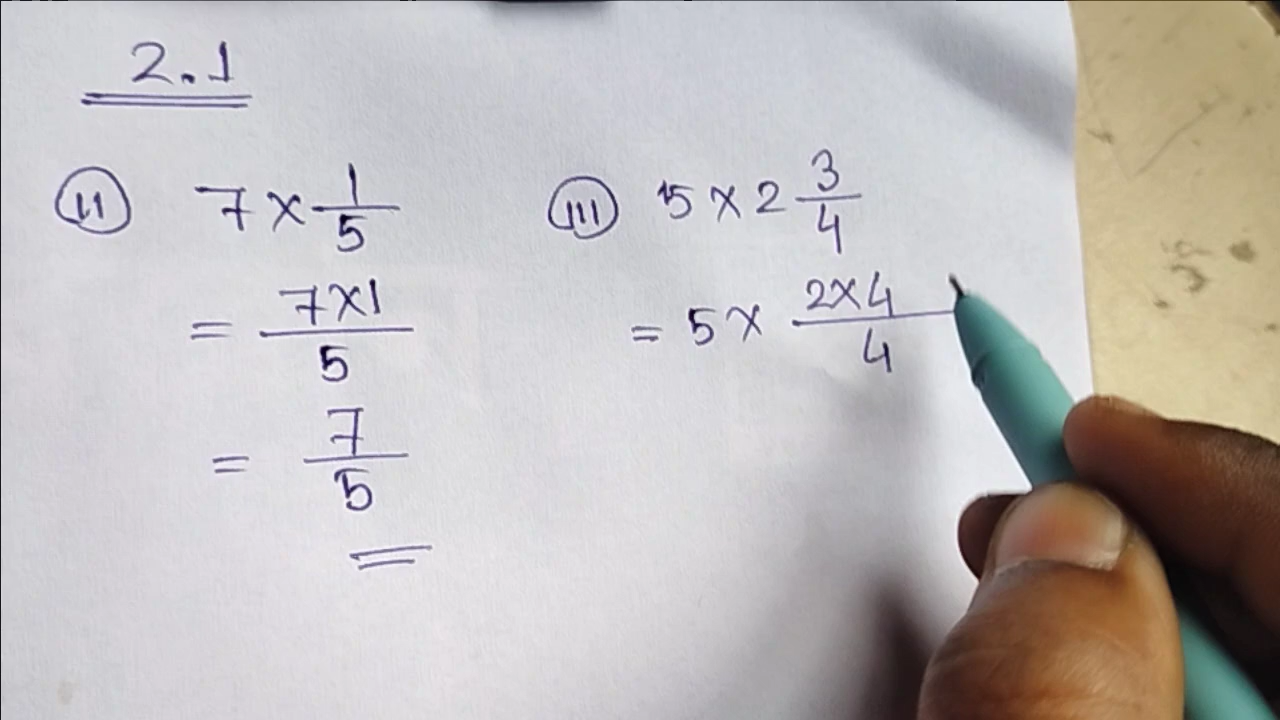 2.1
(ii) 7 × 1/5
= 7×1/5
= 7/5
(iii) 5 × 2 3/4
= 5 × 2×4/4